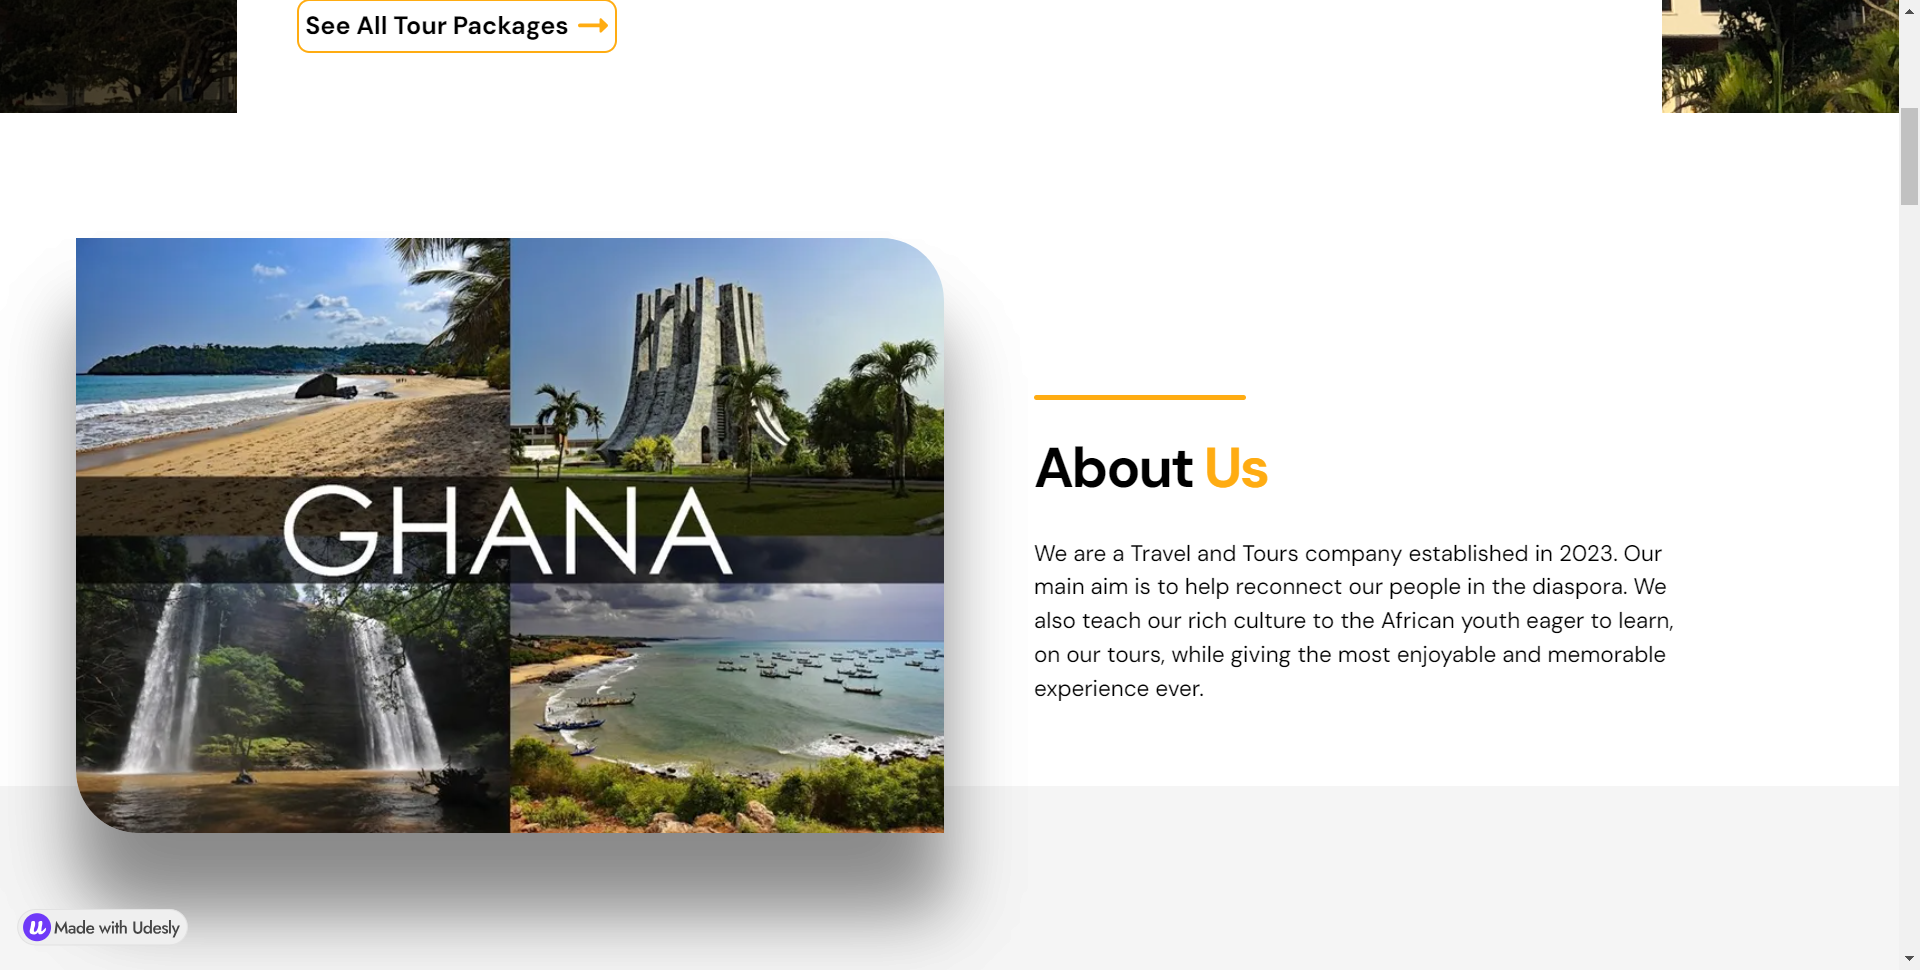 See All Tour Packages
GHANA
About Us
We are a Travel and Tours company established in 2023. Our
main aim is to help reconnect our people in the diaspora. We
also teach our rich culture to the African youth eager to learn,
on our tours, while giving the most enjoyable and memorable
experience ever.
u Made with Udesly